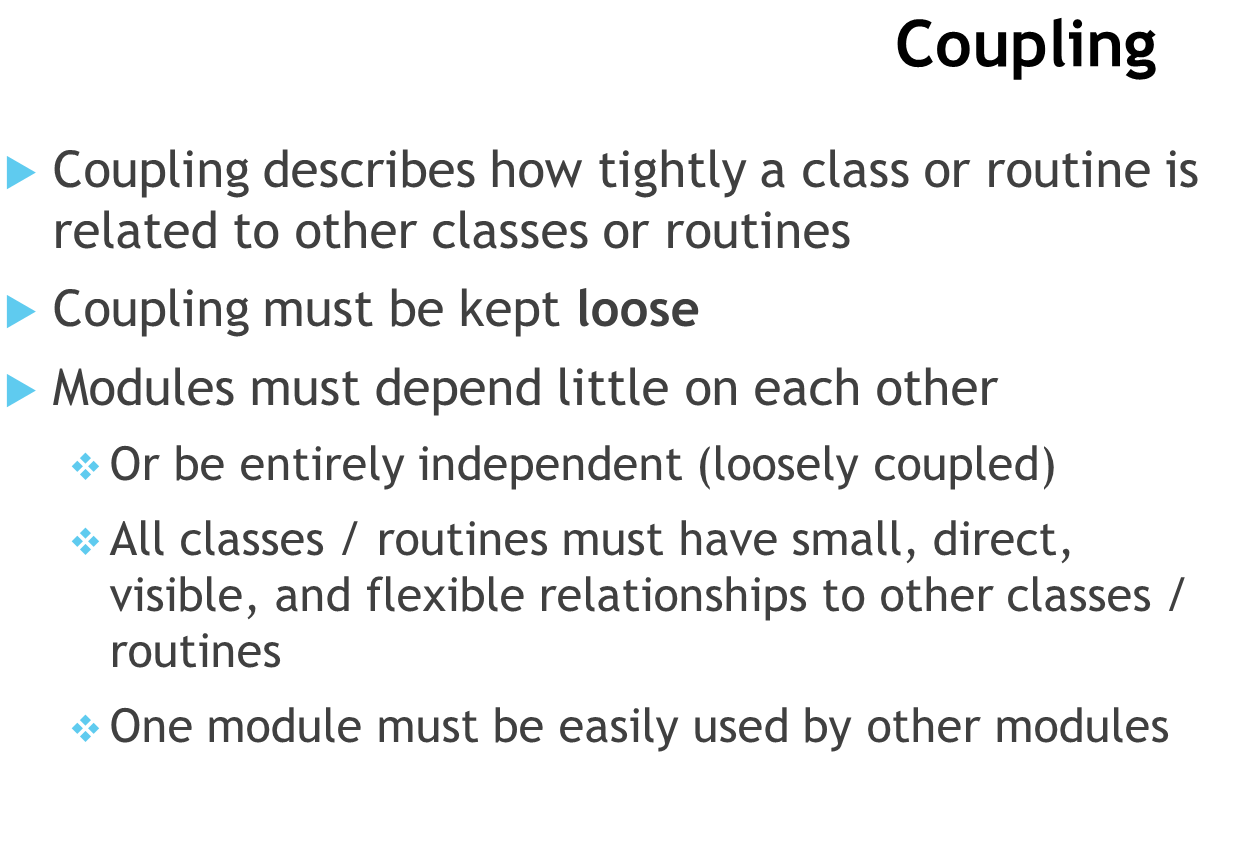 Coupling
Coupling describes how tightly a class or routine is
related to other classes or routines
Coupling must be kept loose
Modules must depend little on each other
Or be entirely independent (loosely coupled)
All classes / routines must have small, direct,
visible, and flexible relationships to other classes /
routines
One module must be easily used by other modules